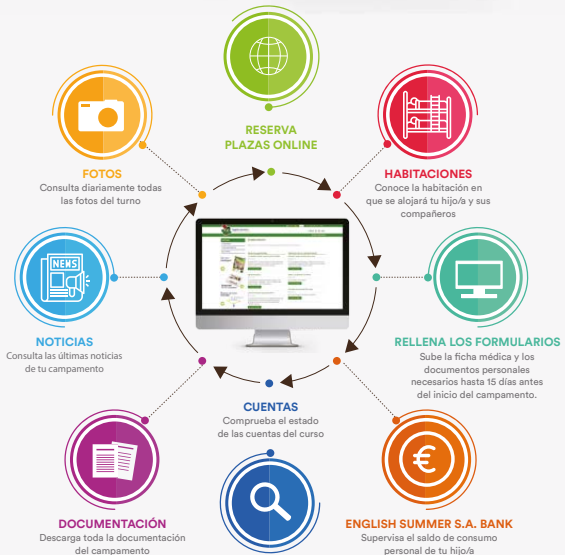 RESERVA
PLAZAS ONLINE
HABITACIONES
Conoce la habitación en
que se alojará tu hijo/a y sus
compañeros
RELLENA LOS FORMULARIOS
Sube la ficha médica y los
documentos personales
necesarios hasta 15 días antes
del inicio del campamento.
ENGLISH SUMMER S.A. BANK
Supervisa el saldo de consumo
personal de tu hijo/a
CUENTAS
Comprueba el estado
de las cuentas del curso
DOCUMENTACIÓN
Descarga toda la documentación
del campamento
NEWS
NOTICIAS
Consulta las últimas noticias
de tu campamento
FOTOS
Consulta diariamente todas
las fotos del turno